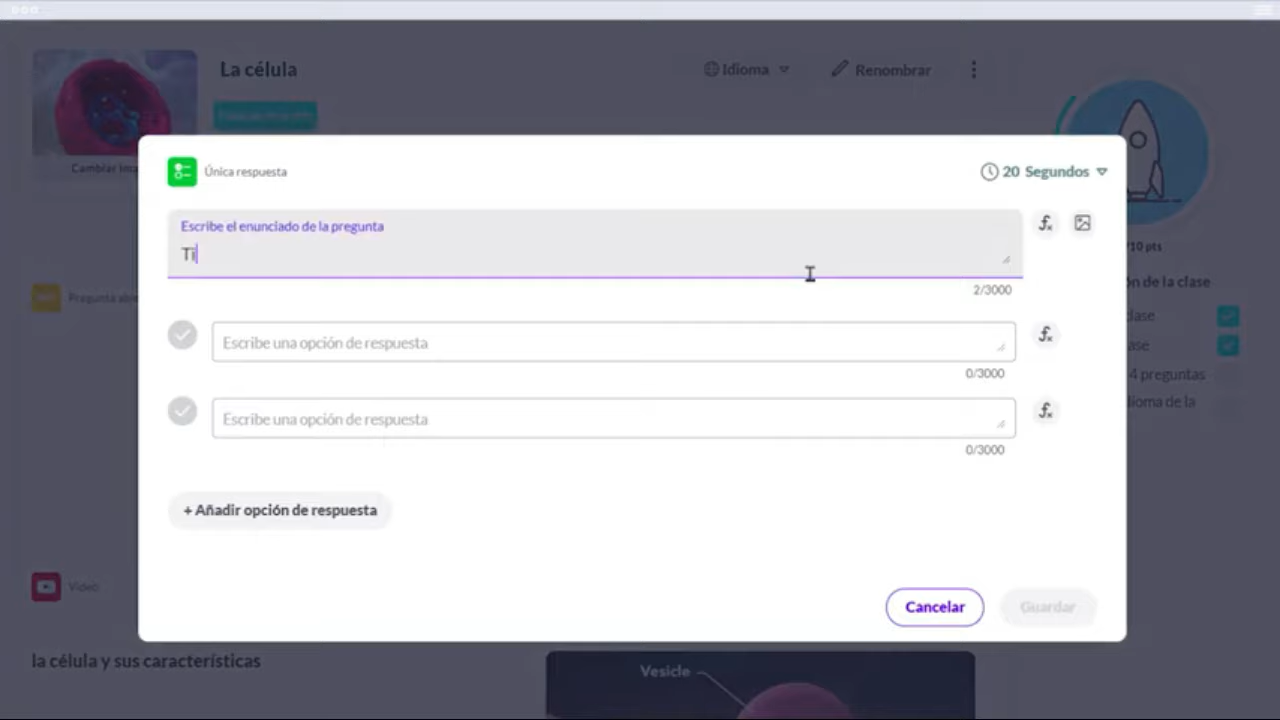 La célula
Idioma
Renombrar
Cambiar Ima
Única respuesta
20 Segundos
Escribe el enunciado de la pregunta
Ti
2/3000
/10 pts
ón de la clase
Pregunta abie
clase
ase
Escribe una opción de respuesta
0/3000
4 preguntas
dioma de la
Escribe una opción de respuesta
0/3000
+ Añadir opción de respuesta
Video
Cancelar
Guardar
la célula y sus características
Vesicle